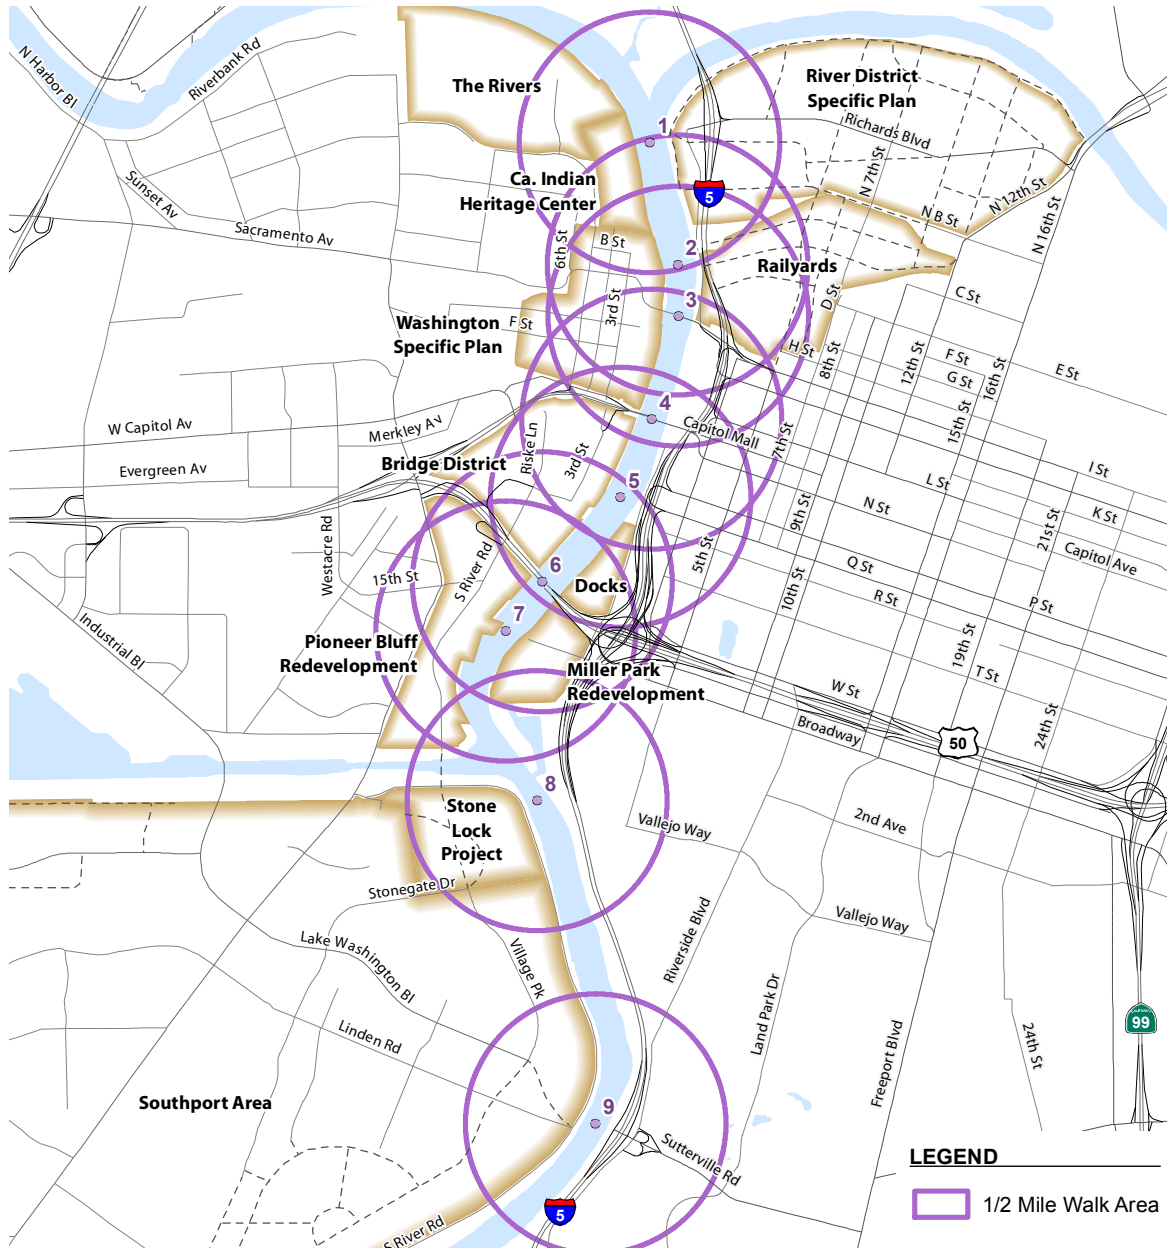 N Harbor Bl
Riverbank Rd
The Rivers
River District
Specific Plan
Richards Blvd
1
Ca. Indian
Heritage Center
5
N 7th St
N 12th St
N B St
N 16th St
Sunset Av
Sacramento Av
6th St
B St
2
Railyards
3rd St
3
D St
C St
Washington
Specific Plan
F St
H St
8th St
12th St
F St
G St
16th St
E St
W Capitol Av
Merkley Av
4
Capitol Mall
7th St
15th St
I St
Evergreen Av
Bridge District
Riske Ln
3rd St
5
L St
K St
N St
9th St
21st St
Capitol Ave
Westacre Rd
15th St
S River Rd
6
Docks
5th St
10th St
Q St
R St
P St
7
Industrial Bl
Pioneer Bluff
Redevelopment
Miller Park
Redevelopment
19th St
T St
W St
Broadway
50
24th St
8
Stone
Lock
Project
Vallejo Way
2nd Ave
Stonegate Dr
Vallejo Way
Lake Washington Bl
Village Pk
Riverside Blvd
Linden Rd
Land Park Dr
Freeport Blvd
24th St
99
Southport Area
9
Sutterville Rd
5
S River Rd
LEGEND
1/2 Mile Walk Area